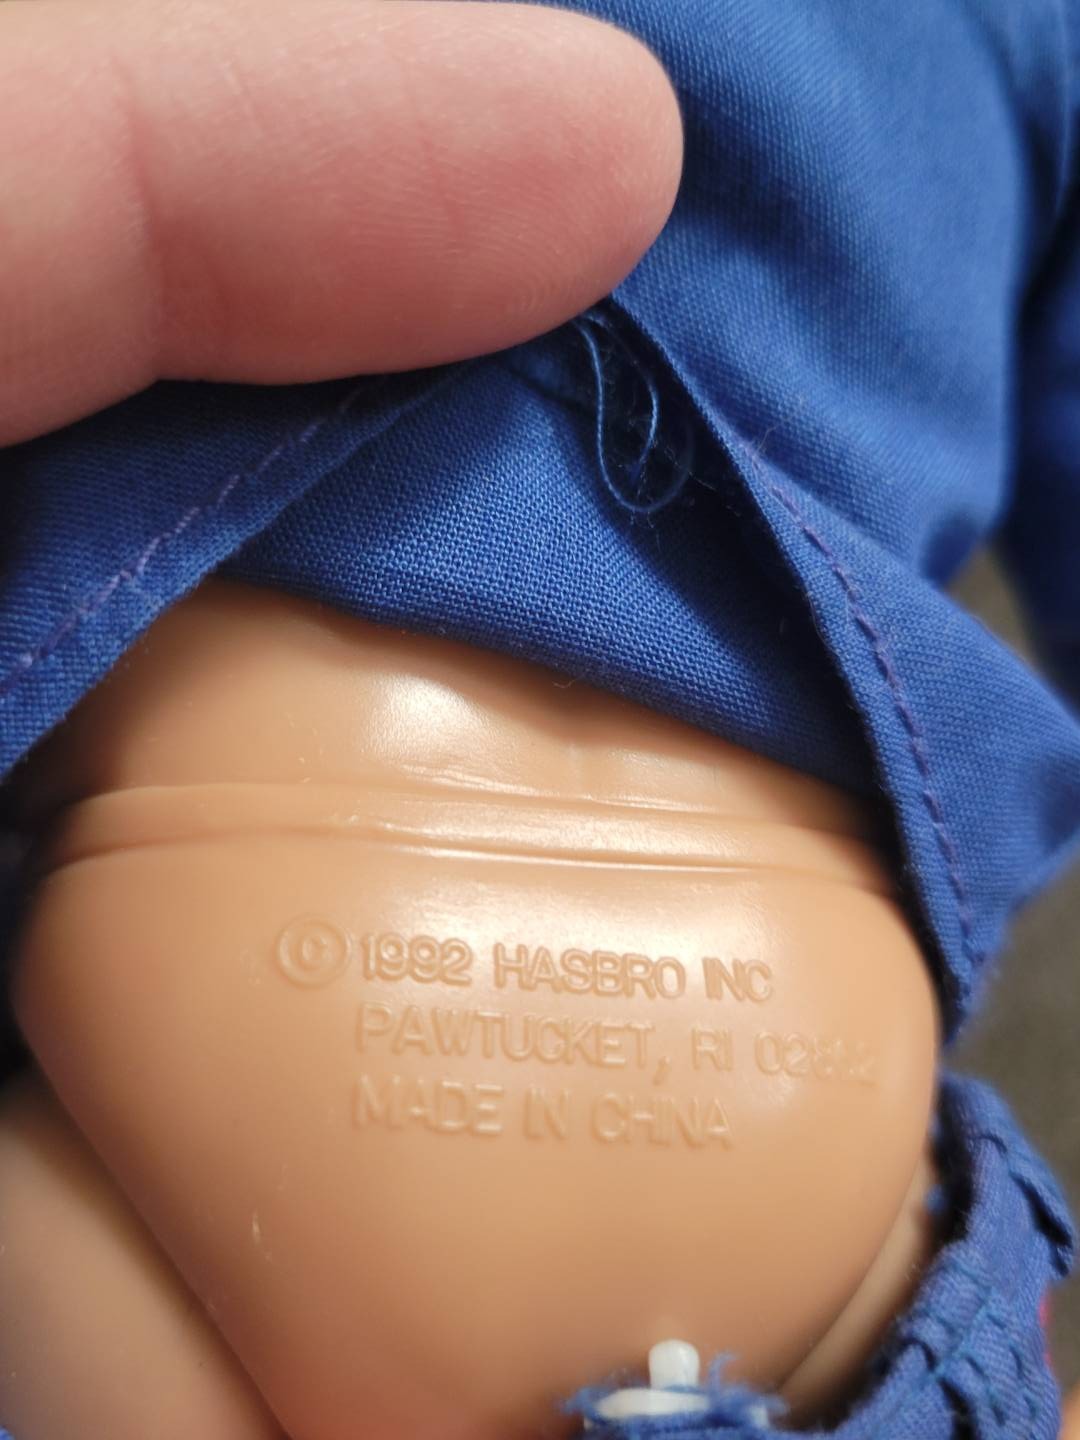 © 1992 HASBRO INC
PAWTUCKET, RI
MADE IN CHINA